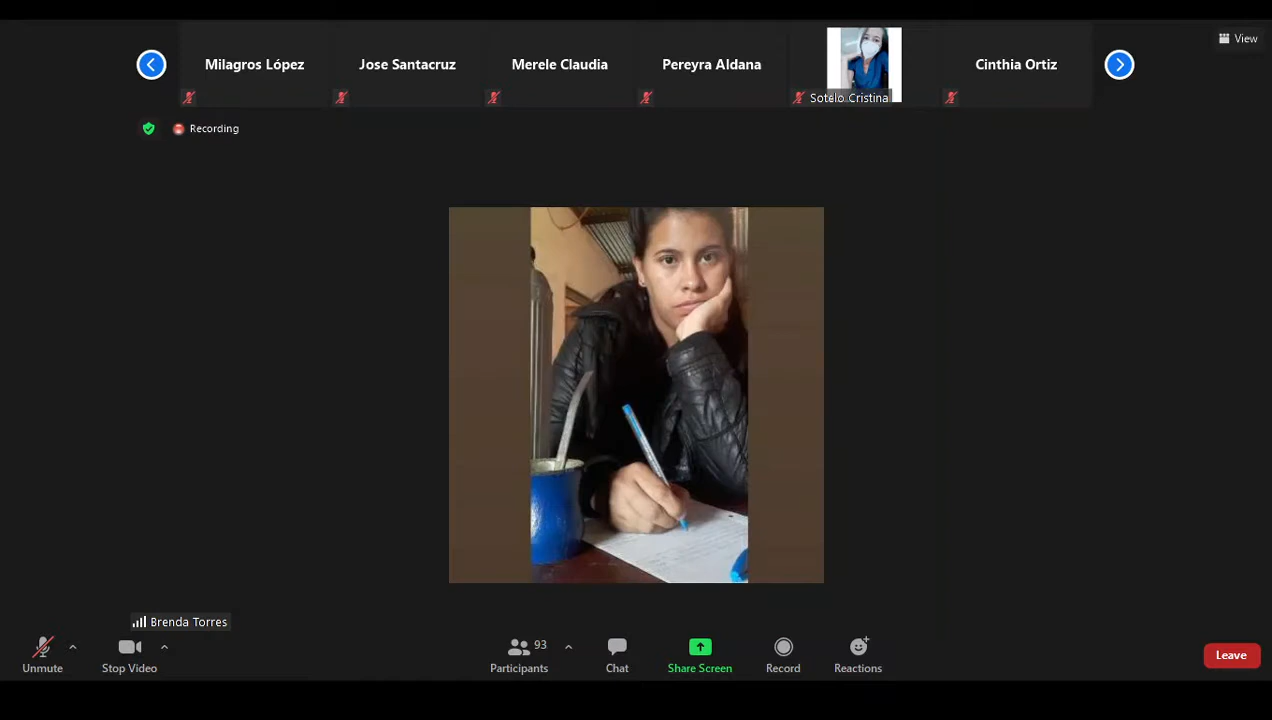 View
Milagros López
Jose Santacruz
Merele Claudia
Pereyra Aldana
Sotelo Cristina
Cinthia Ortiz
Recording
Brenda Torres
Unmute
Stop Video
93
Participants
Chat
Share Screen
Record
Reactions
Leave